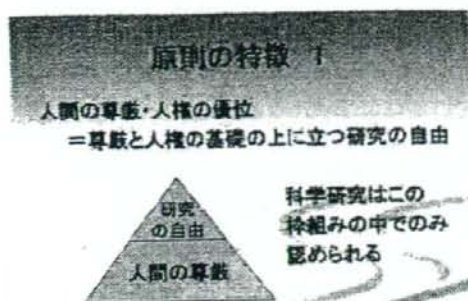 原則の特徴 1
人間の尊厳・人権の優位
＝尊厳と人権の基礎の上に立つ研究の自由
研究
の自由
人間の尊厳
科学研究はこの
枠組みの中でのみ
認められる